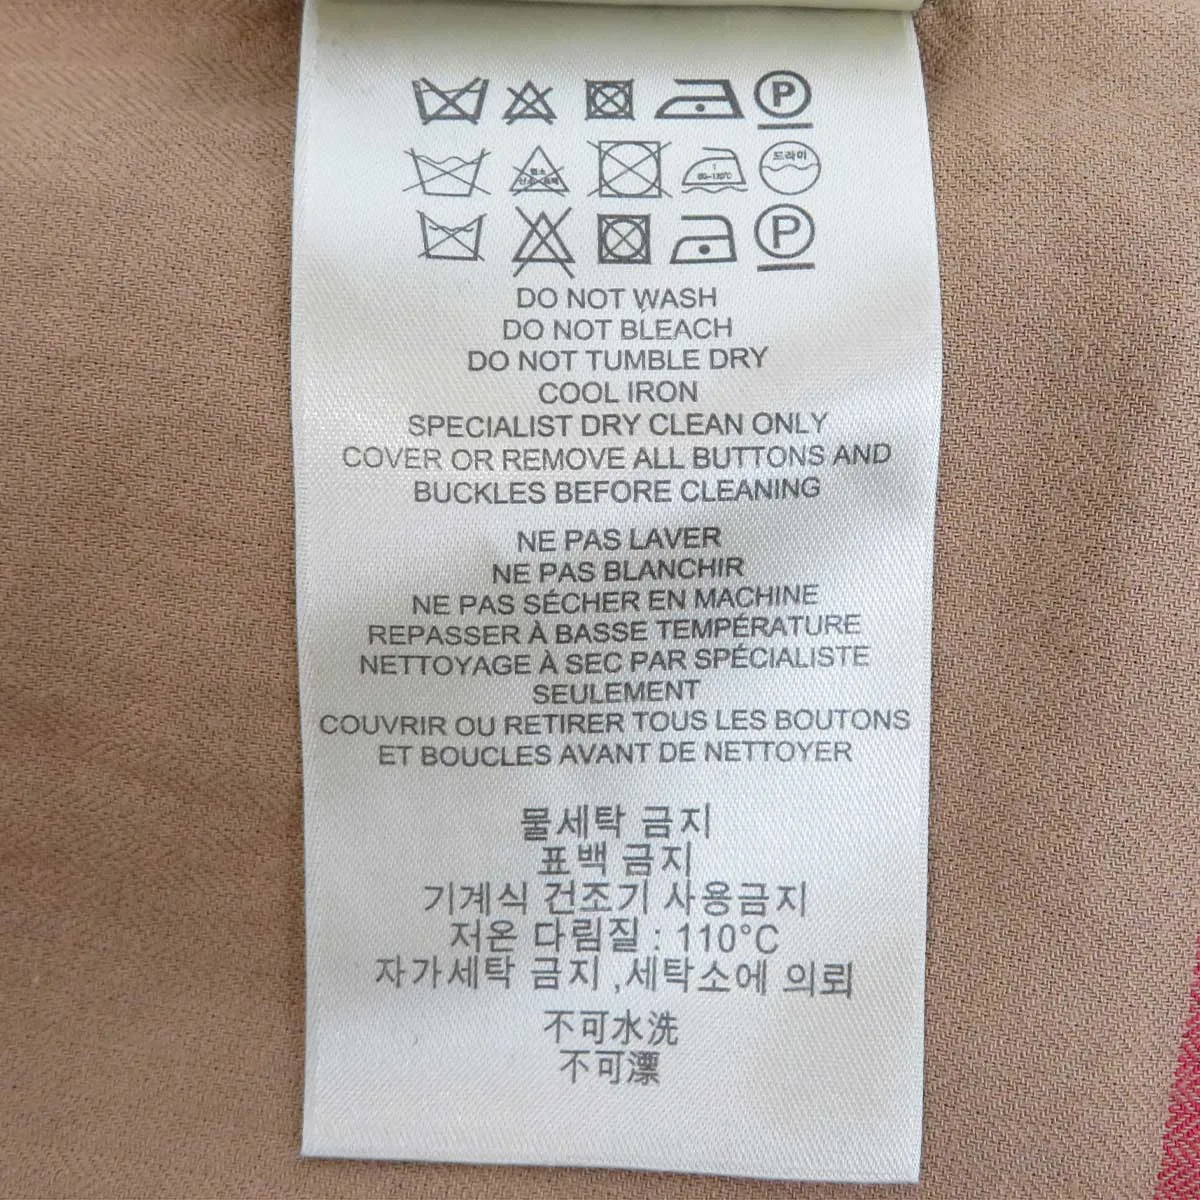 P
드라이
P
DO NOT WASH
DO NOT BLEACH
DO NOT TUMBLE DRY
COOL IRON
SPECIALIST DRY CLEAN ONLY
COVER OR REMOVE ALL BUTTONS AND
BUCKLES BEFORE CLEANING
NE PAS LAVER
NE PAS BLANCHIR
NE PAS SÉCHER EN MACHINE
REPASSER À BASSE TEMPÉRATURE
NETTOYAGE À SEC PAR SPÉCIALISTE
SEULEMENT
COUVRIR OU RETIRER TOUS LES BOUTONS
ET BOUCLES AVANT DE NETTOYER
물세탁 금지
표백 금지
기계식 건조기 사용금지
저온 다림질 : 110°C
자가세탁 금지 ,세탁소에 의뢰
不可水洗
不可漂